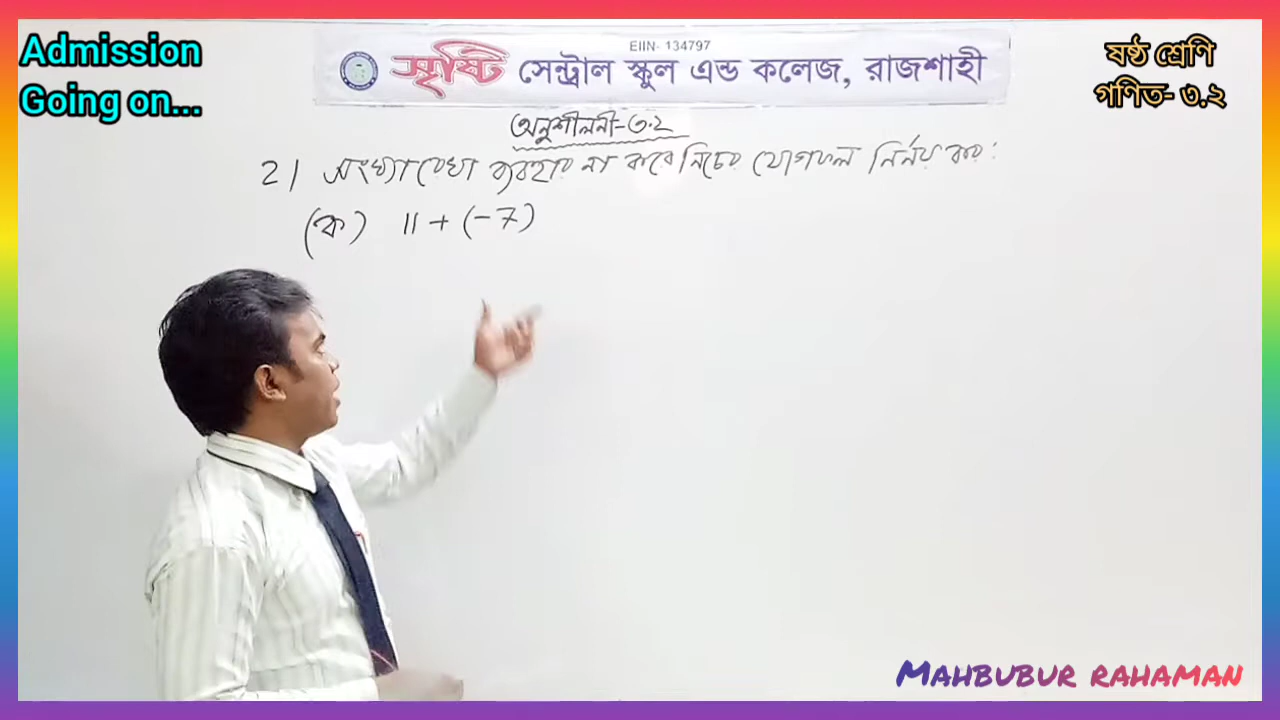 Admission
Going on...
EIIN- 134797
সৃষ্টি সেন্ট্রাল স্কুল এন্ড কলেজ, রাজশাহী
ষষ্ঠ শ্রেণি
গণিত- ৩.২
অনুশীলনী-৩.২
২। সংখ্যারেখা ব্যবহার না করে নিচের যোগফল নির্ণয় কর:
(ক) 11 + (-7)
MAHBUBUR RAHAMAN